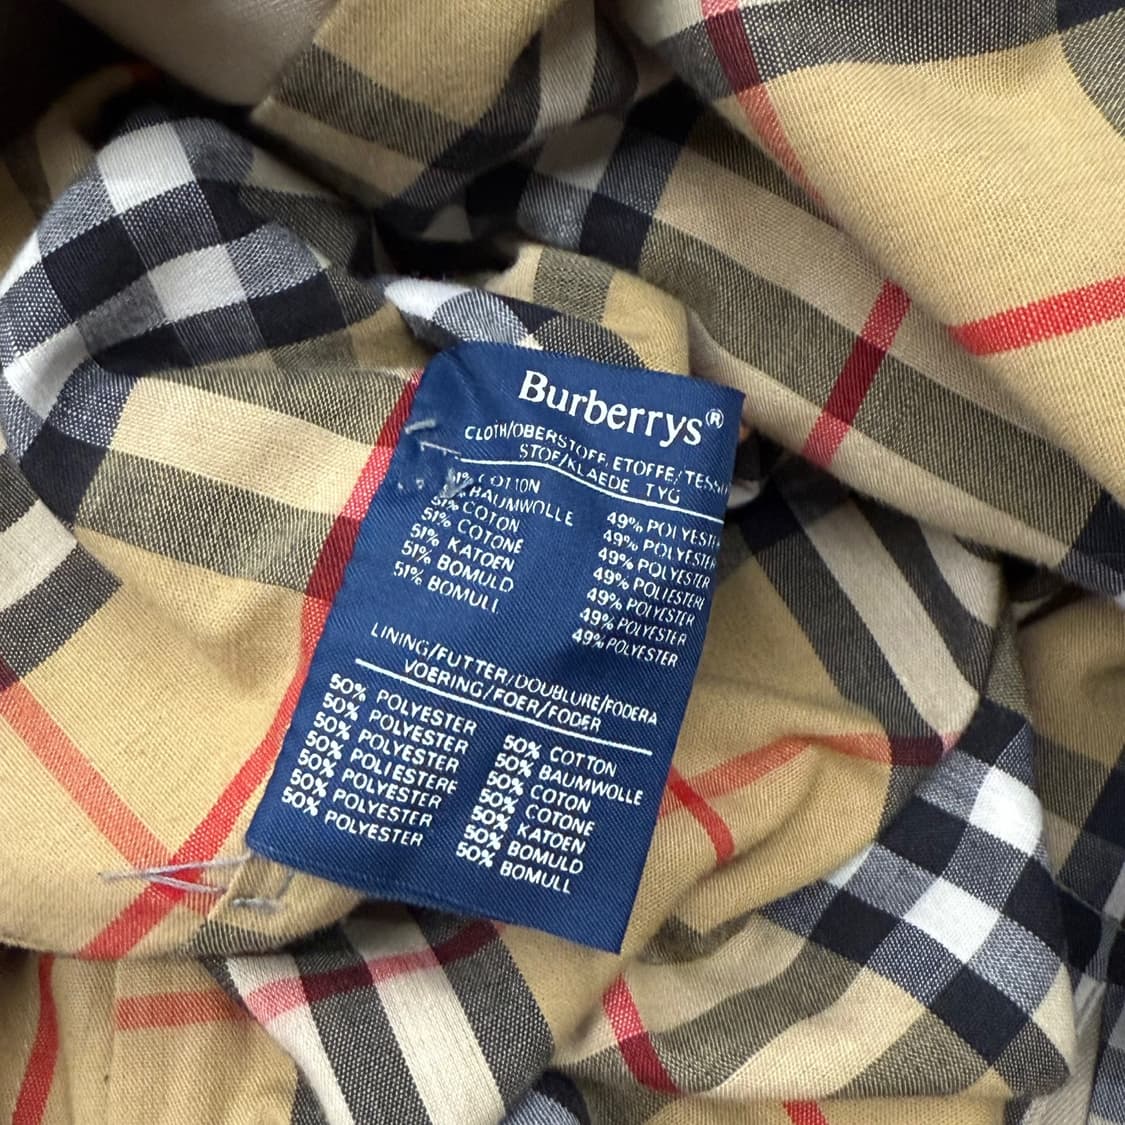 Burberrys®
CLOTH/OBERSTOFF, ETOFFE/
STOF/KLAEDE TYG
COTTON
BAUMWOLLE
51% COTON
51% COTONE
51% KATOEN
51% BOMULD
51% BOMULL
49%
49% POLYESTER
49% POLYESTER
49% POLIESTERE
49% POLYESTER
49% POLYESTER
49% POLYESTER
LINING/FUTTER/DOUBLURE/FODERA
VOERING/FOER/FODER
50% POLYESTER
50% POLYESTER
50% POLYESTER
50% POLIESTERE
50% POLYESTER
50% POLYESTER
50% POLYESTER
50% COTTON
50% BAUMWOLLE
50% COTON
50% COTONE
50% KATOEN
50% BOMULD
50% BOMULL